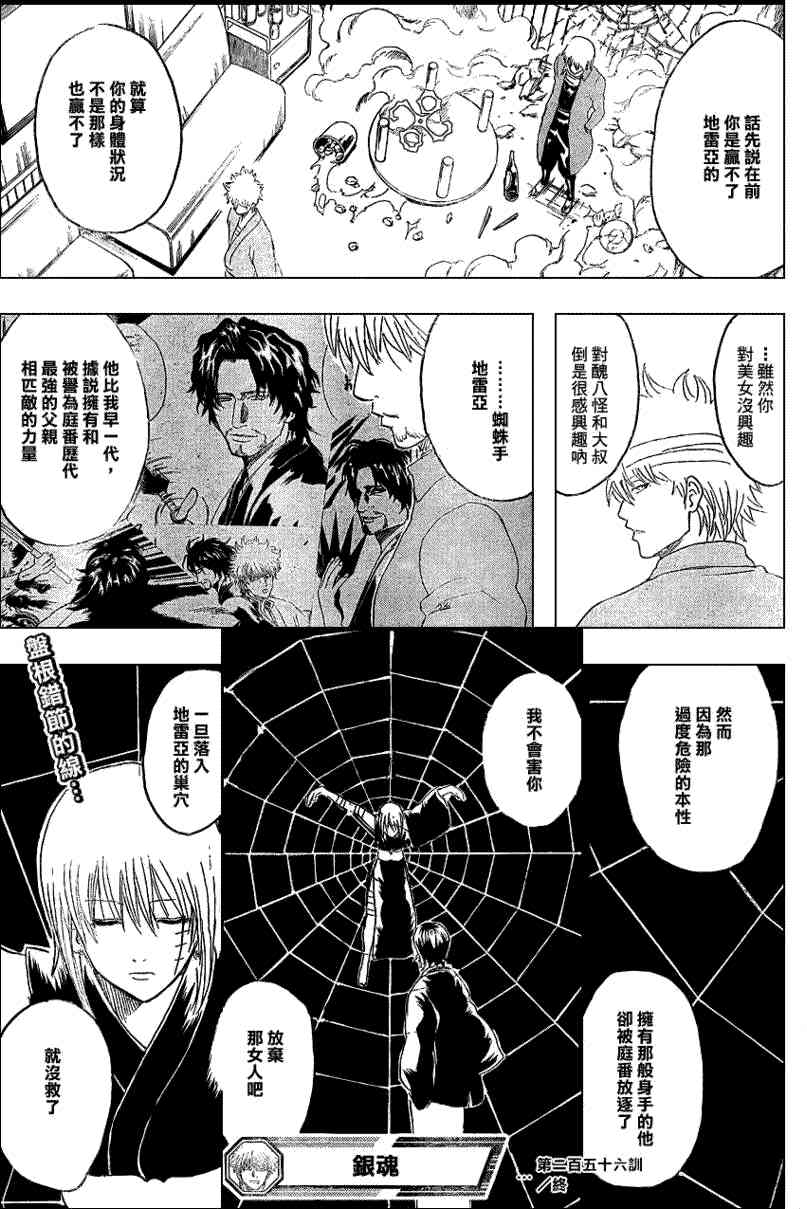 話先說在前
你是贏不了
地雷亞的
就算
你的身體狀況
不是那樣
也贏不了
…雖然你
對美女沒興趣
對醜八怪和大叔
倒是很感興趣吶
………蜘蛛手
地雷亞
他比我早一代，
據説擁有和
被譽為庭番歷代
最強的父親
相匹敵的力量
然而
因為那
過度危險的本性
擁有那般身手的他
卻被庭番放逐了
我不會害你
放棄
那女人吧
一旦落入
地雷亞的巢穴
就沒救了
盤根錯節的線…
銀魂
第二百五十六訓
…／終